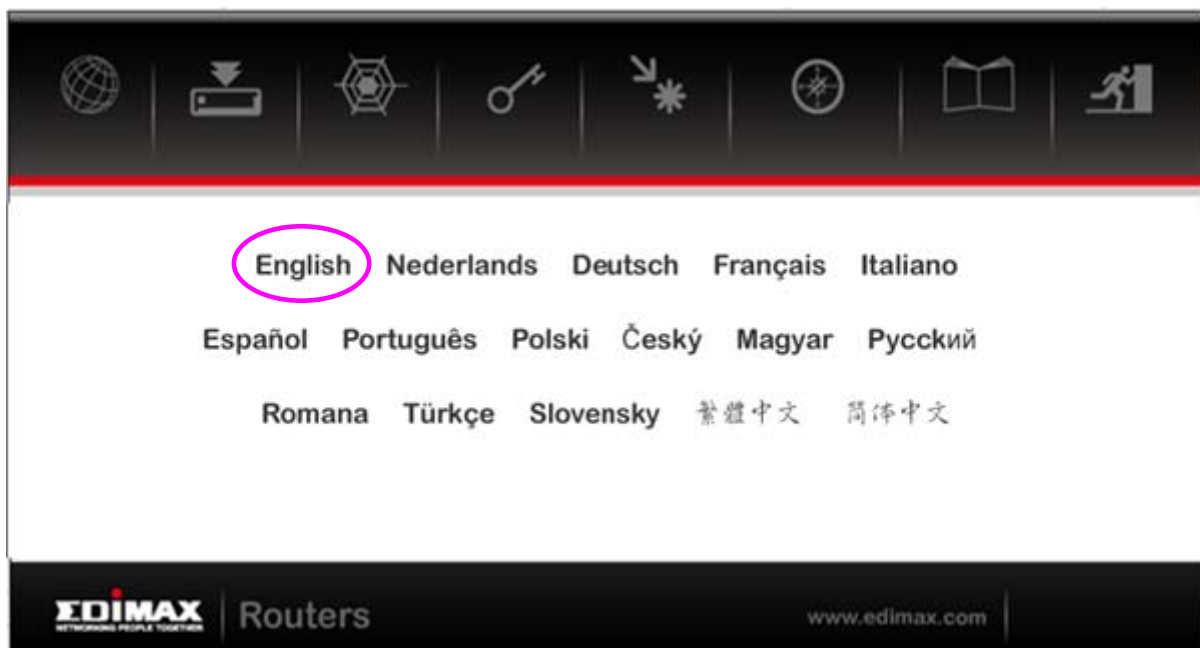 English Nederlands Deutsch Français Italiano
Español Português Polski Český Magyar Русский
Romana Türkçe Slovensky 繁體中文 简体中文
EDIMAX Routers www.edimax.com
NETWORKING PEOPLE TOGETHER